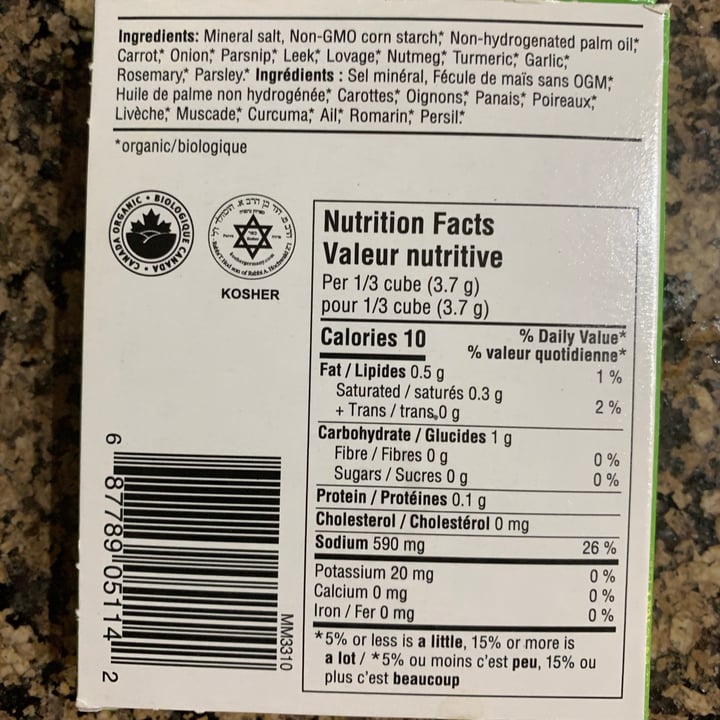 Ingredients: Mineral salt, Non-GMO corn starch,* Non-hydrogenated palm oil,*
Carrot,* Onion,* Parsnip,* Leek,* Lovage,* Nutmeg,* Turmeric,* Garlic,*
Rosemary,* Parsley.* Ingrédients : Sel minéral, Fécule de maïs sans OGM,*
Huile de palme non hydrogénée,* Carottes,* Oignons,* Panais,* Poireaux,*
Livèche,* Muscade,* Curcuma,* Ail,* Romarin,* Persil.*
*organic/biologique
CANADA ORGANIC • BIOLOGIQUE CANADA •
KOSHER
Nutrition Facts
Valeur nutritive
Per 1/3 cube (3.7 g)
pour 1/3 cube (3.7 g)
Calories 10
% Daily Value*
% valeur quotidienne*
Fat / Lipides 0.5 g 1 %
Saturated / saturés 0.3 g
+ Trans / trans 0 g 2 %
Carbohydrate / Glucides 1 g
Fibre / Fibres 0 g 0 %
Sugars / Sucres 0 g 0 %
Protein / Protéines 0.1 g
Cholesterol / Cholestérol 0 mg
Sodium 590 mg 26 %
Potassium 20 mg 0 %
Calcium 0 mg 0 %
Iron / Fer 0 mg 0 %
*5% or less is a little, 15% or more is
a lot / *5% ou moins c'est peu, 15% ou
plus c'est beaucoup
6 87789 05114 2
MM3310